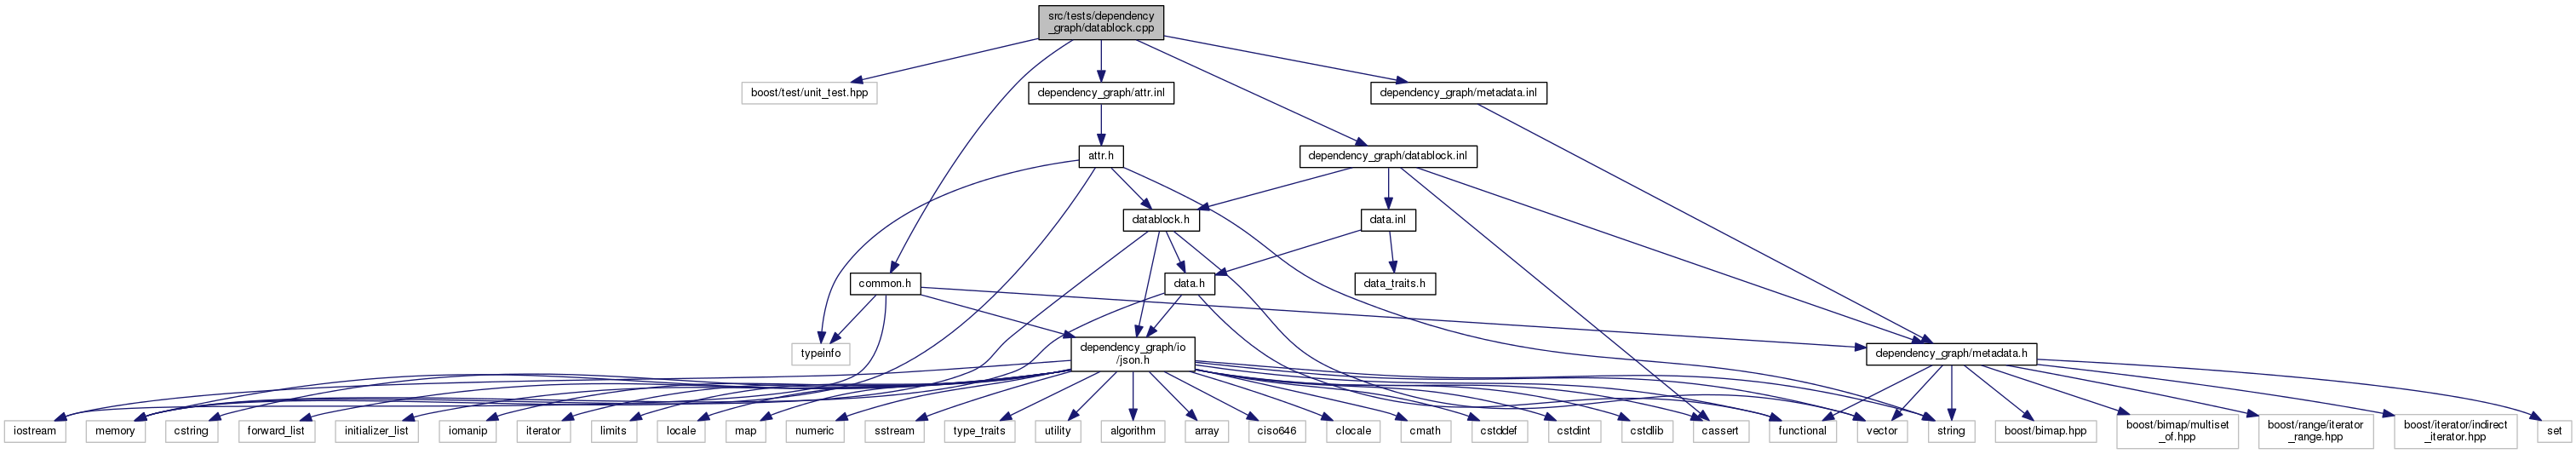 src/tests/dependency
_graph/datablock.cpp
boost/test/unit_test.hpp
dependency_graph/attr.inl
dependency_graph/metadata.inl
attr.h
dependency_graph/datablock.inl
datablock.h
data.inl
common.h
data.h
data_traits.h
typeinfo
dependency_graph/io
/json.h
dependency_graph/metadata.h
iostream
memory
cstring
forward_list
initializer_list
iomanip
iterator
limits
locale
map
numeric
sstream
type_traits
utility
algorithm
array
ciso646
clocale
cmath
cstddef
cstdint
cstdlib
cassert
functional
vector
string
boost/bimap.hpp
boost/bimap/multiset
_of.hpp
boost/range/iterator
_range.hpp
boost/iterator/indirect
_iterator.hpp
set